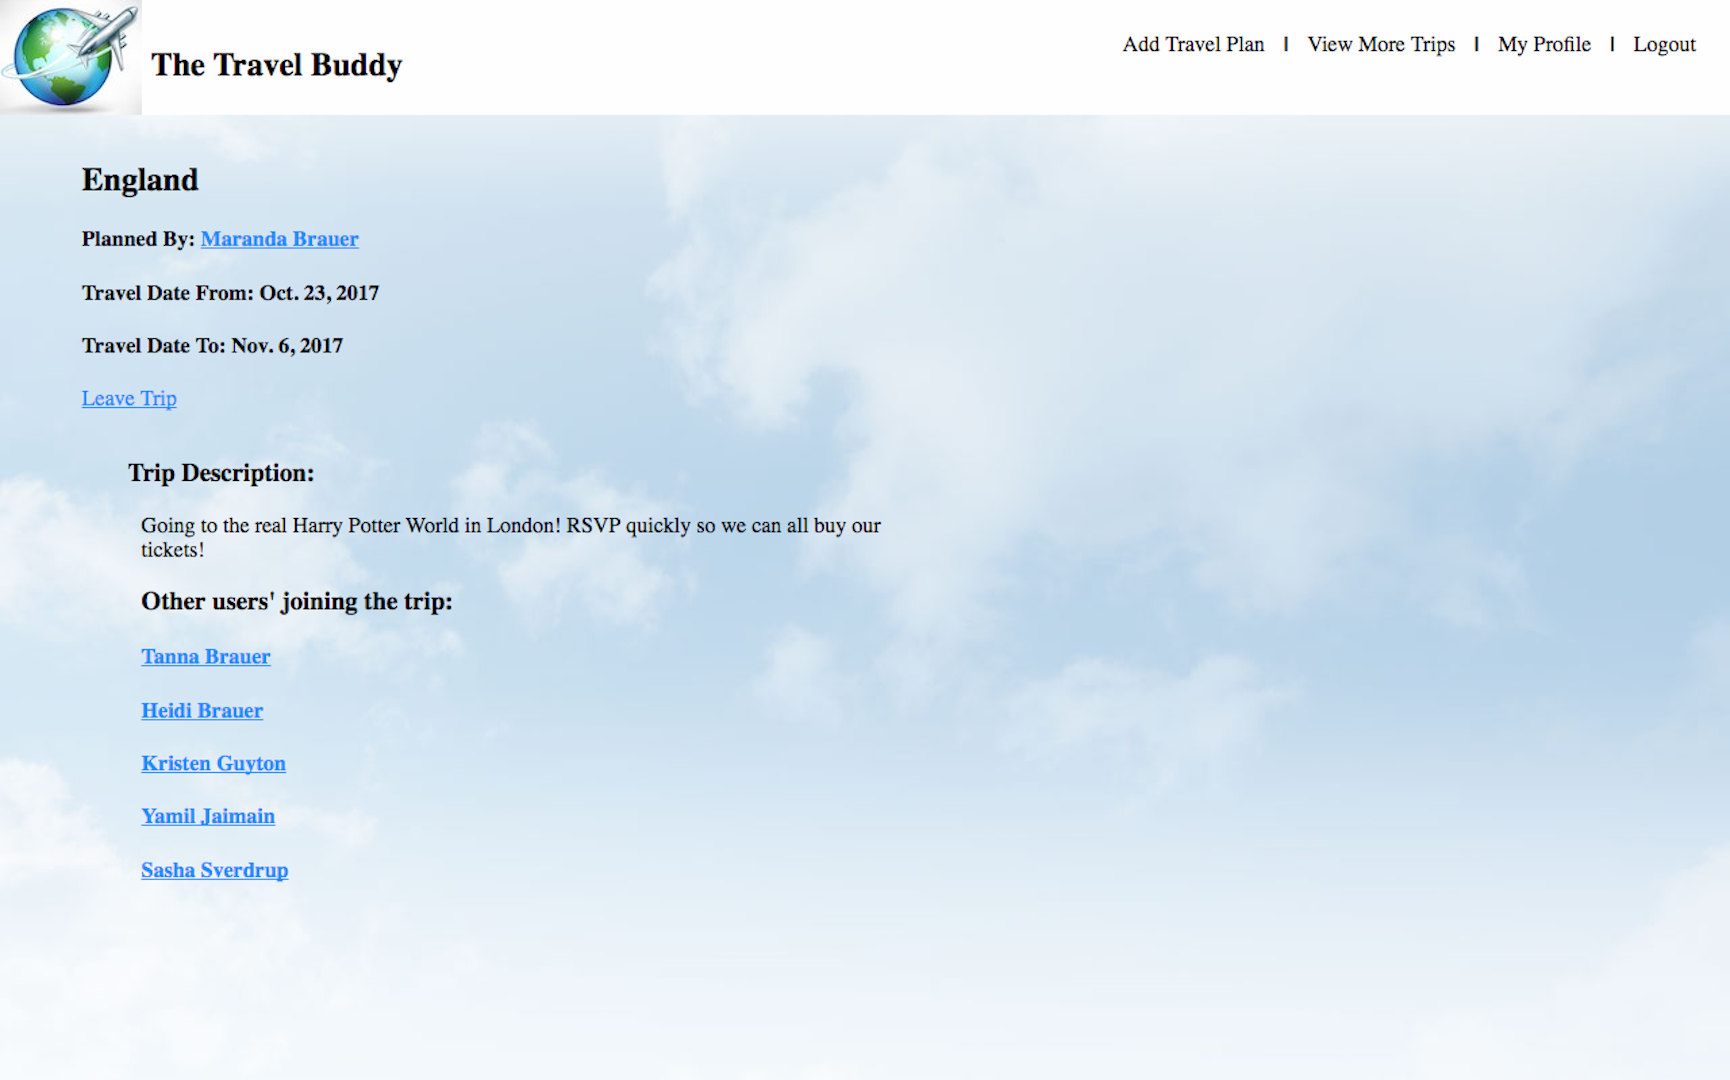 The Travel Buddy
Add Travel Plan | View More Trips | My Profile | Logout
England
Planned By: Maranda Brauer
Travel Date From: Oct. 23, 2017
Travel Date To: Nov. 6, 2017
Leave Trip
Trip Description:
Going to the real Harry Potter World in London! RSVP quickly so we can all buy our
tickets!
Other users' joining the trip:
Tanna Brauer
Heidi Brauer
Kristen Guyton
Yamil Jaimain
Sasha Sverdrup